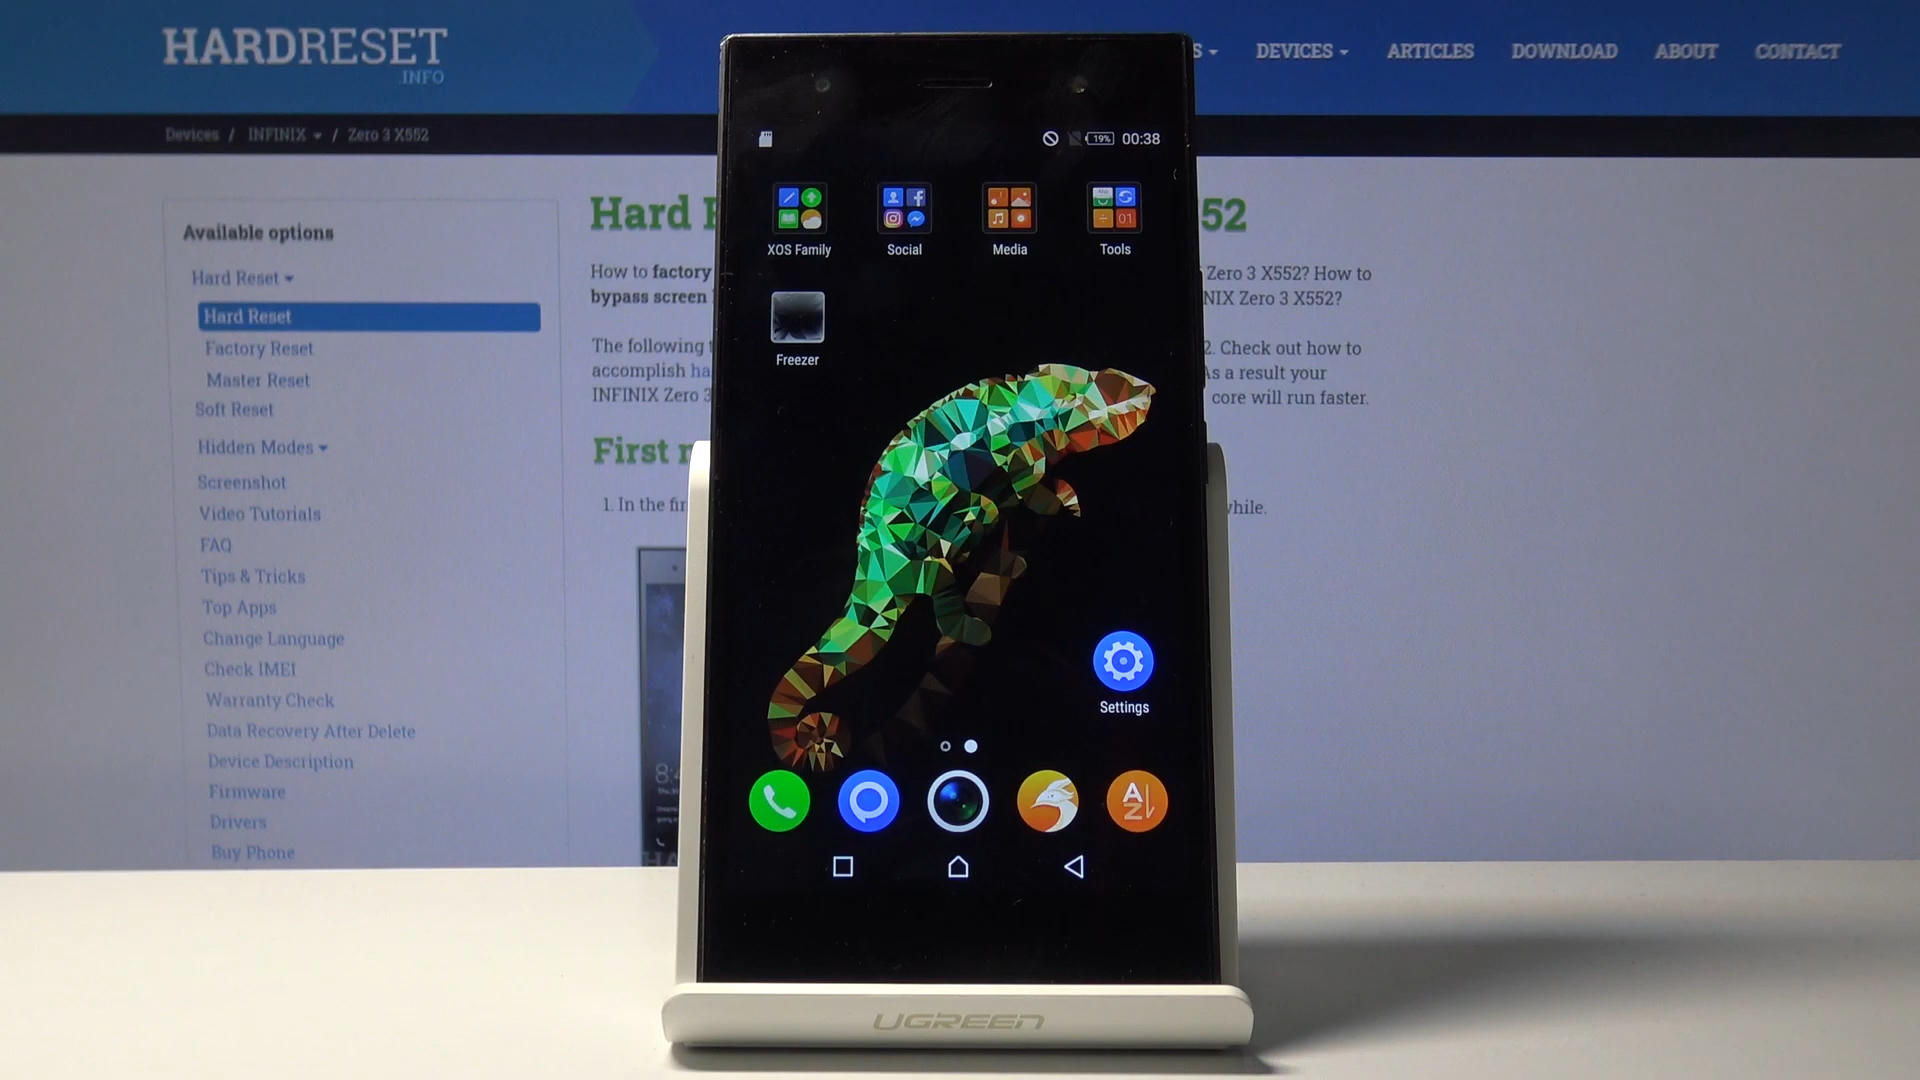 HARDRESET
.INFO
S DEVICES ARTICLES DOWNLOAD ABOUT CONTACT
Devices / INFINIX / Zero 3 X552
Available options
Hard Reset
Hard Reset
Factory Reset
Master Reset
Soft Reset
Hidden Modes
Screenshot
Video Tutorials
FAQ
Tips & Tricks
Top Apps
Change Language
Check IMEI
Warranty Check
Data Recovery After Delete
Device Description
Firmware
Drivers
Buy Phone
Hard 52
How to factory Zero 3 X552? How to
bypass screen NIX Zero 3 X552?
The following 2. Check out how to
accomplish ha As a result your
INFINIX Zero 3 core will run faster.
First
1. In the fir while.
19% 00:38
XOS Family Social Media Tools
Freezer
Settings
AZ
UGREEN